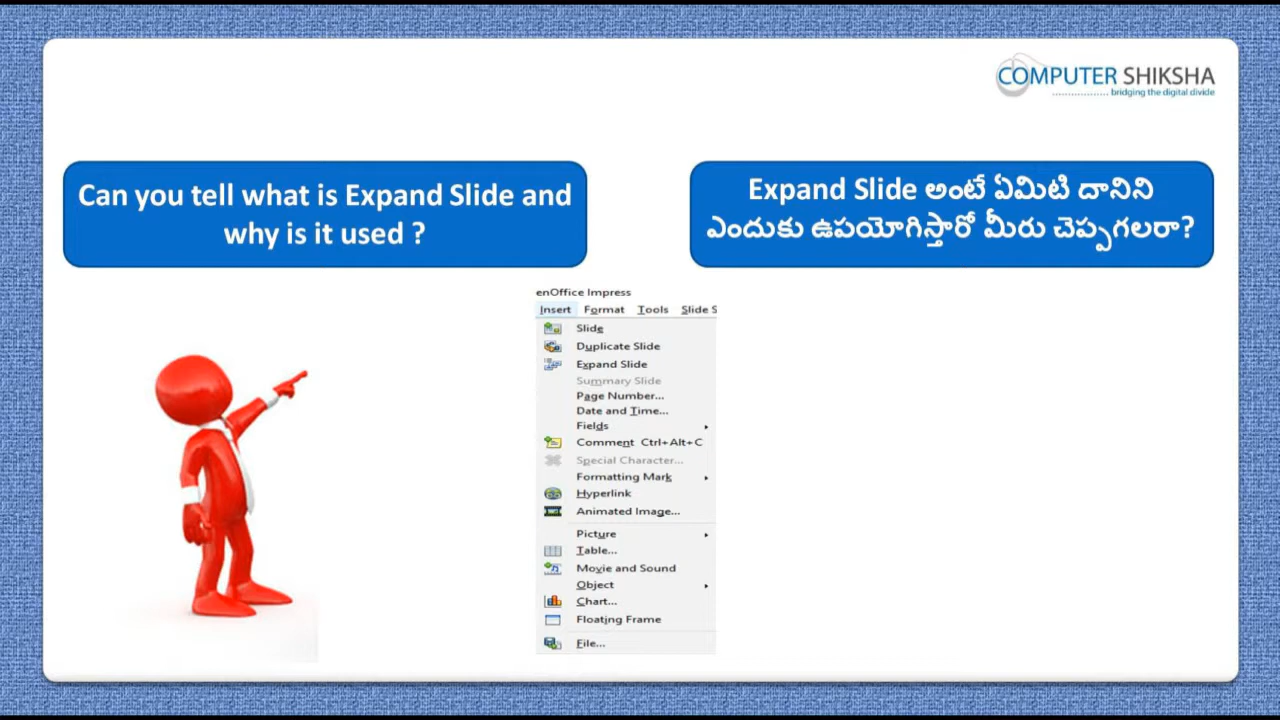 COMPUTER SHIKSHA
bridging the digital divide
Can you tell what is Expand Slide and
why is it used ?
Expand Slide అంటే ఏమిటి దానిని
ఎందుకు ఉపయోగిస్తారో మీరు చెప్పగలరా?
enOffice Impress
Insert Format Tools Slide S
Slide
Duplicate Slide
Expand Slide
Summary Slide
Page Number...
Date and Time...
Fields
Comment Ctrl+Alt+C
Special Character...
Formatting Mark
Hyperlink
Animated Image...
Picture
Table...
Movie and Sound
Object
Chart...
Floating Frame
File...